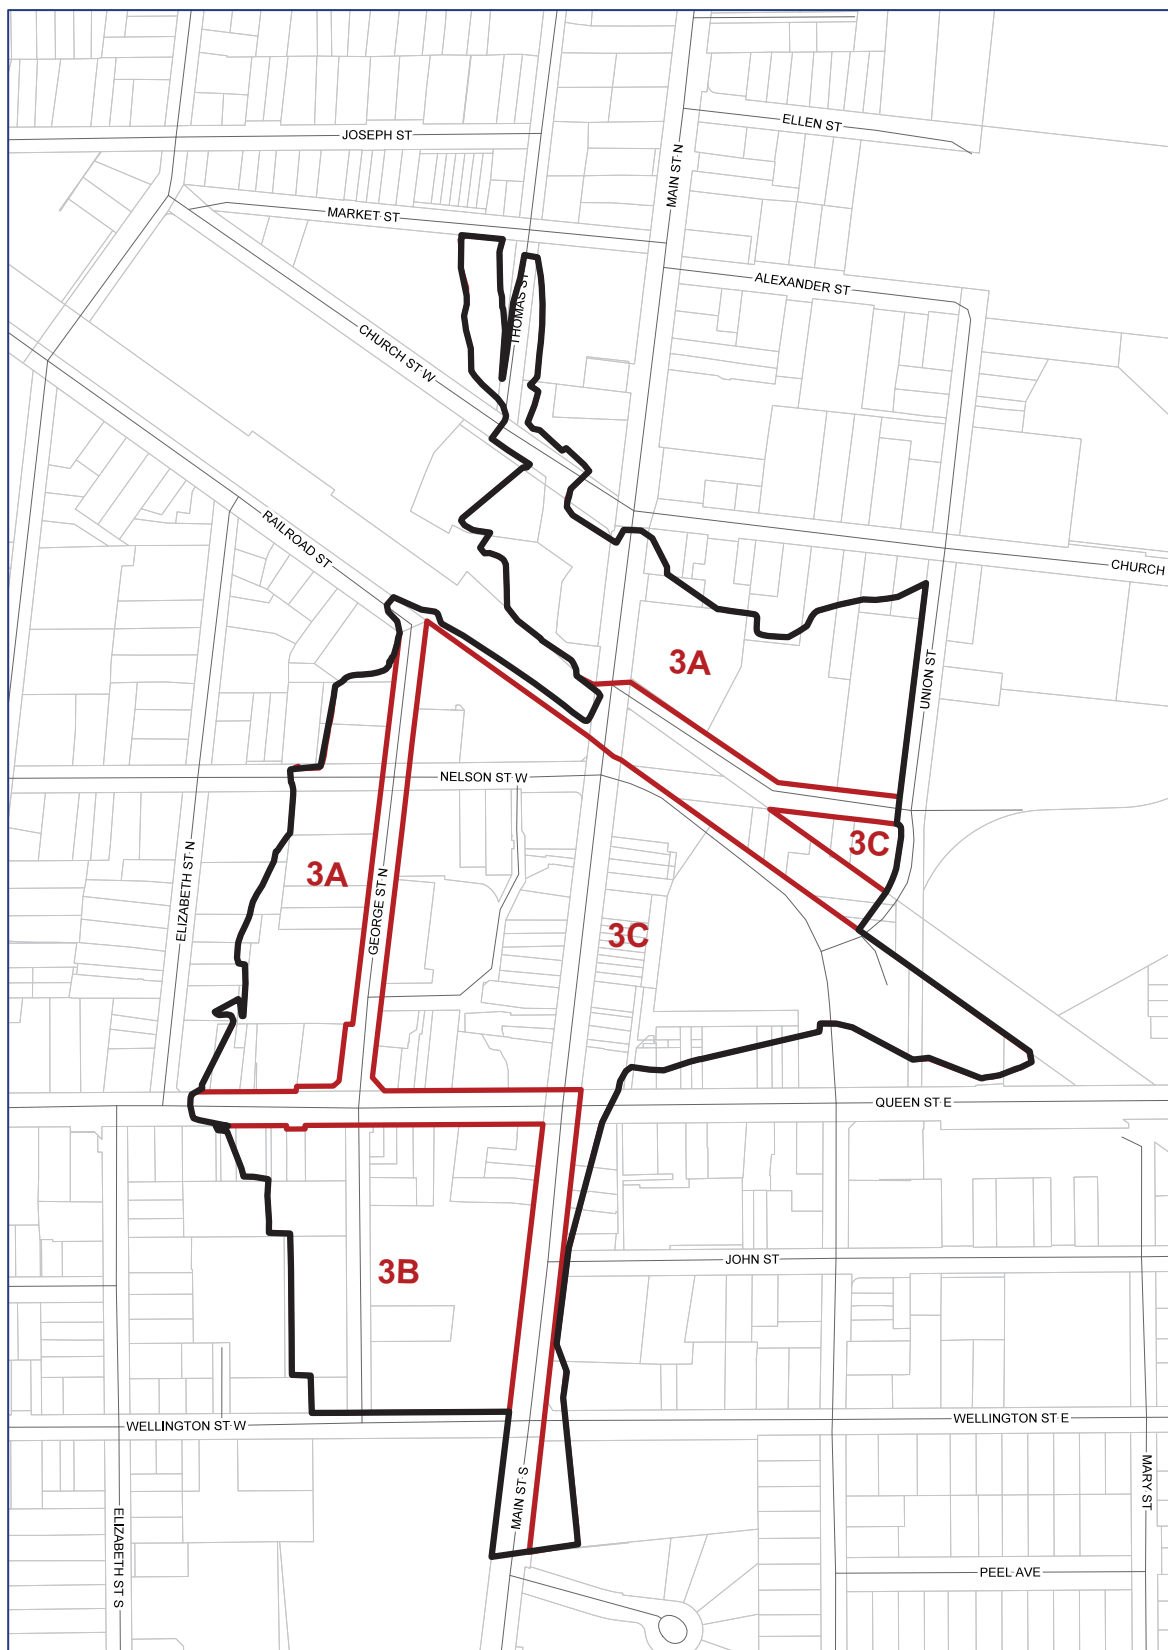 ELLEN ST
JOSEPH ST
MAIN ST N
MARKET ST
ALEXANDER ST
THOMAS ST
CHURCH ST W
RAILROAD ST
CHURCH
3A
UNION ST
NELSON ST W
3C
3A
ELIZABETH ST N
GEORGE ST N
3C
QUEEN ST E
JOHN ST
3B
WELLINGTON ST W
WELLINGTON ST E
MAIN ST S
MARY ST
ELIZABETH ST S
PEEL AVE